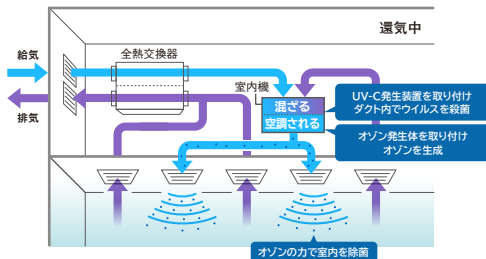 還気中
給気
全熱交換器
室内機
排気
混ざる
空調される
UV-C発生装置を取り付け
ダクト内でウイルスを殺菌
オゾン発生体を取り付け
オゾンを生成
オゾンの力で室内を除菌